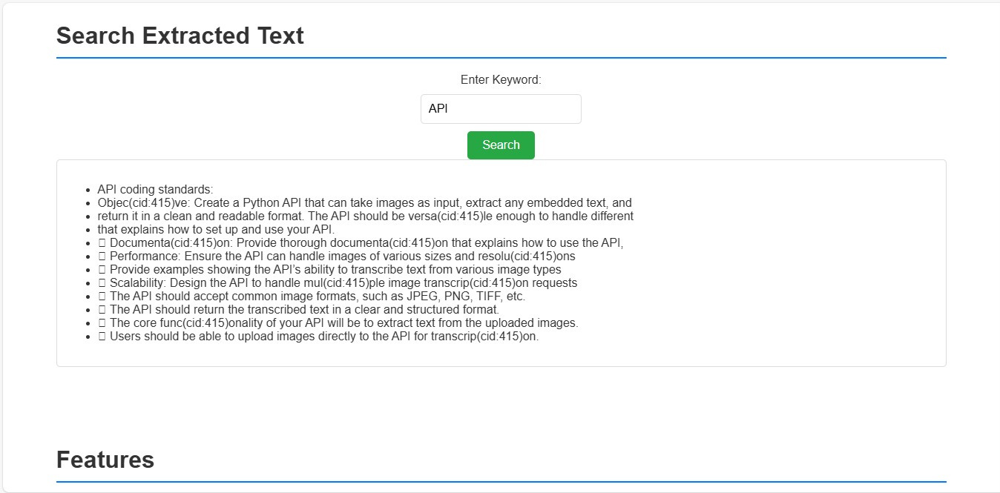 Search Extracted Text
Enter Keyword:
API
Search
• API coding standards:
• Objec(cid:415)ve: Create a Python API that can take images as input, extract any embedded text, and
• return it in a clean and readable format. The API should be versa(cid:415)le enough to handle different
• that explains how to set up and use your API.
• □ Documenta(cid:415)on: Provide thorough documenta(cid:415)on that explains how to use the API,
• □ Performance: Ensure the API can handle images of various sizes and resolu(cid:415)ons
• □ Provide examples showing the API’s ability to transcribe text from various image types
• □ Scalability: Design the API to handle mul(cid:415)ple image transcrip(cid:415)on requests
• □ The API should accept common image formats, such as JPEG, PNG, TIFF, etc.
• □ The API should return the transcribed text in a clear and structured format.
• □ The core func(cid:415)onality of your API will be to extract text from the uploaded images.
• □ Users should be able to upload images directly to the API for transcrip(cid:415)on.
Features